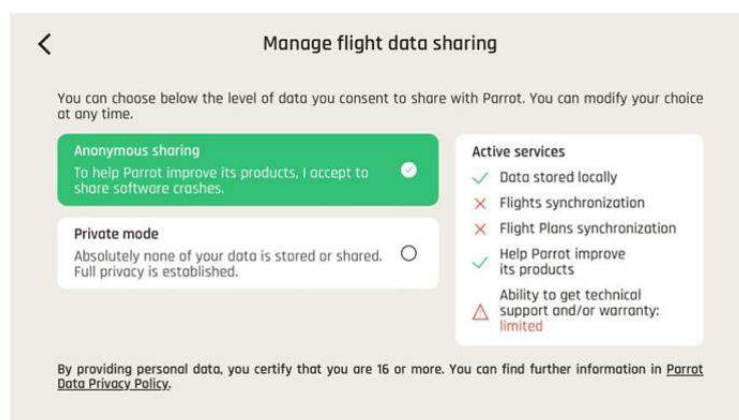 Manage flight data sharing
You can choose below the level of data you consent to share with Parrot. You can modify your choice
at any time.
Anonymous sharing
To help Parrot improve its products, I accept to
share software crashes.
Private mode
Absolutely none of your data is stored or shared.
Full privacy is established.
Active services
Data stored locally
Flights synchronization
Flight Plans synchronization
Help Parrot improve
its products
Ability to get technical
support and/or warranty:
limited
By providing personal data, you certify that you are 16 or more. You can find further information in Parrot
Data Privacy Policy.